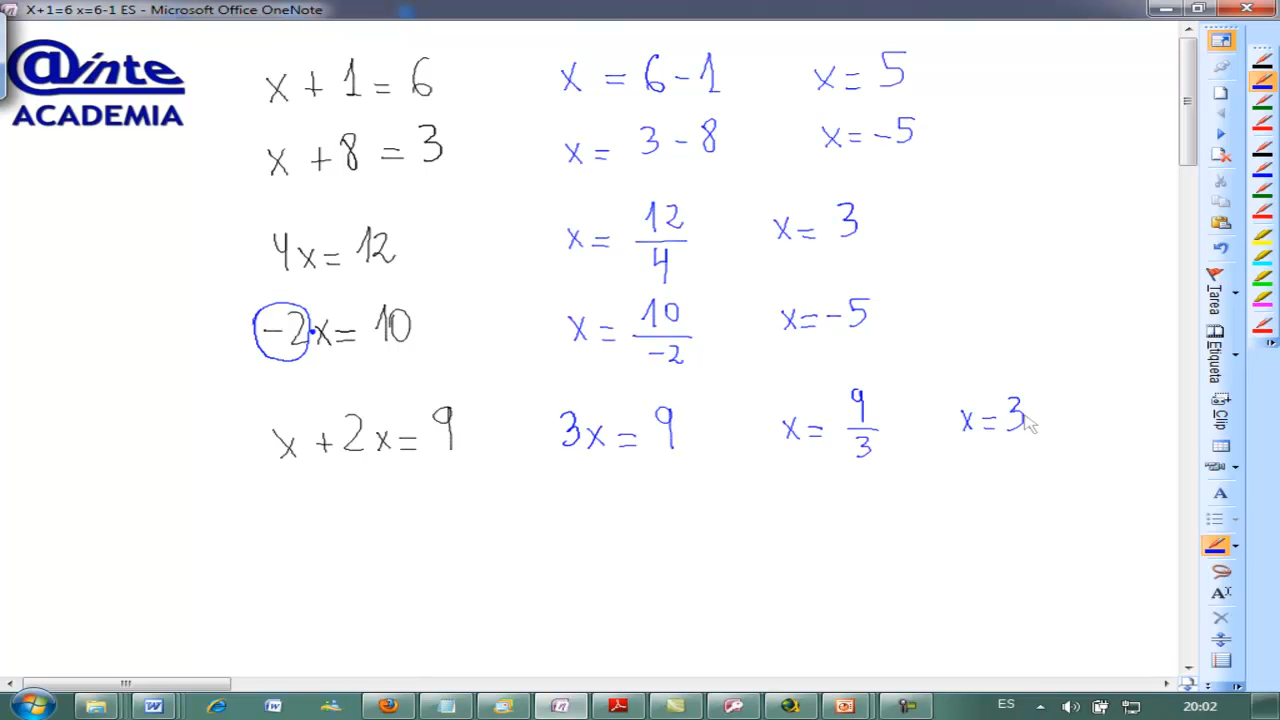 X+1=6 x=6-1 ES - Microsoft Office OneNote
@inte
ACADEMIA
x + 1 = 6 x = 6 - 1 x = 5
x + 8 = 3 x = 3 - 8 x = -5
4x = 12 x = 12/4 x = 3
-2·x = 10 x = 10/-2 x = -5
x + 2x = 9 3x = 9 x = 9/3 x = 3
Tarea
Etiqueta
Clip
A
A
ES
20:02